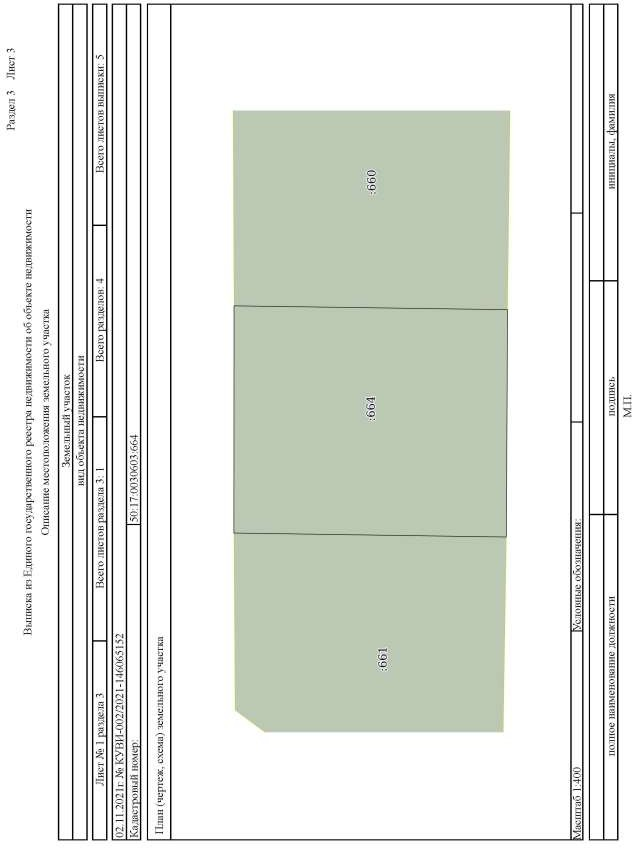 Раздел 3 Лист 3
Выписка из Единого государственного реестра недвижимости об объекте недвижимости
Описание местоположения земельного участка
Земельный участок
вид объекта недвижимости
Лист № 1 раздела 3 Всего листов раздела 3: 1 Всего разделов: 4 Всего листов выписки: 5
02.11.2021г. № КУВИ-002/2021-146065152
Кадастровый номер: 50:17:0030603:664
План (чертеж, схема) земельного участка
:661 :664 :660
Масштаб 1:400 Условные обозначения:
полное наименование должности подпись инициалы, фамилия
М.П.